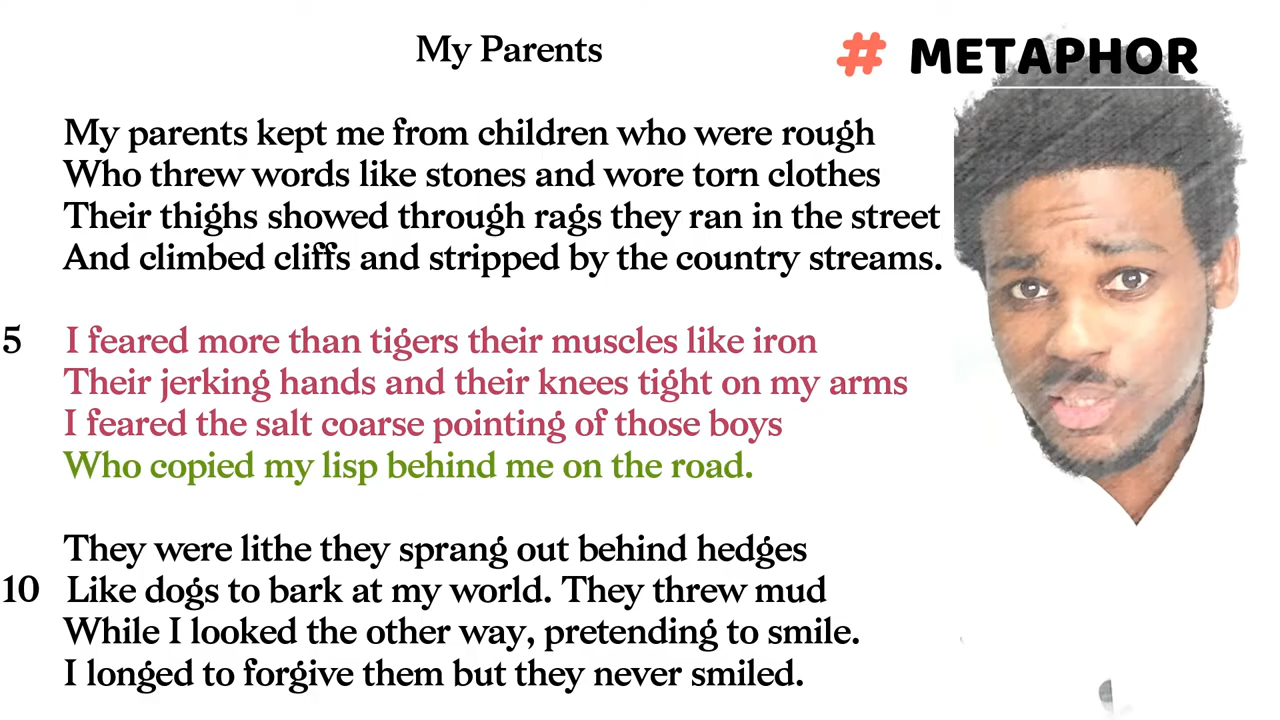 My Parents
# METAPHOR
My parents kept me from children who were rough
Who threw words like stones and wore torn clothes
Their thighs showed through rags they ran in the street
And climbed cliffs and stripped by the country streams.
5 I feared more than tigers their muscles like iron
Their jerking hands and their knees tight on my arms
I feared the salt coarse pointing of those boys
Who copied my lisp behind me on the road.
They were lithe they sprang out behind hedges
10 Like dogs to bark at my world. They threw mud
While I looked the other way, pretending to smile.
I longed to forgive them but they never smiled.